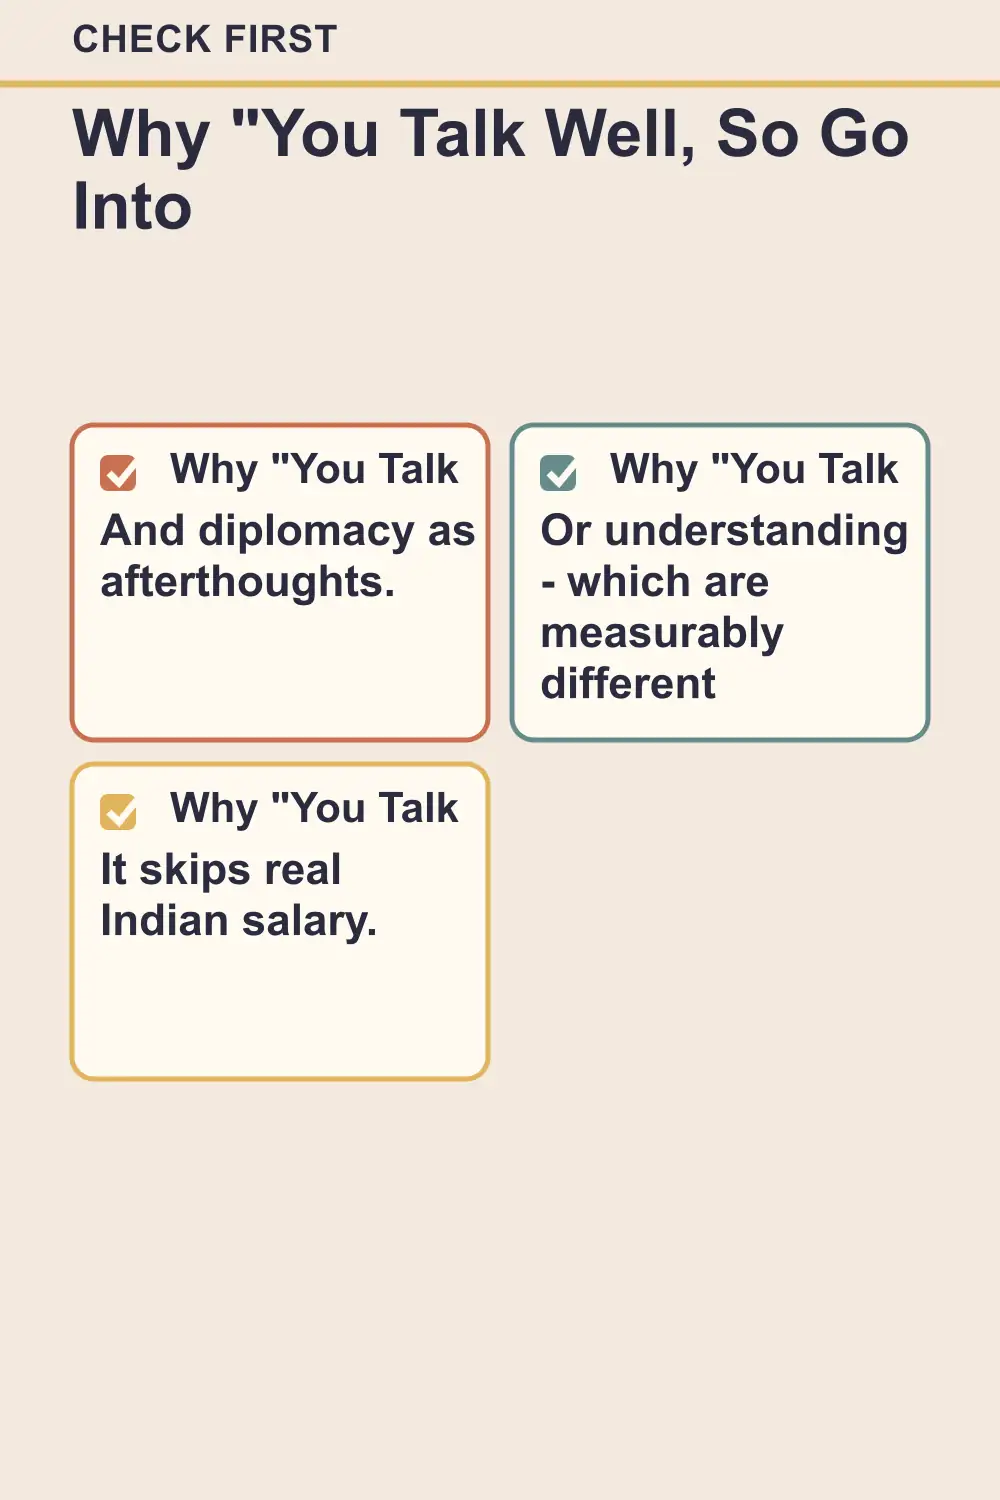 CHECK FIRST
Why "You Talk Well, So Go
Into
Why "You Talk
And diplomacy as
afterthoughts.
Why "You Talk
Or understanding
- which are
measurably
different
Why "You Talk
It skips real
Indian salary.